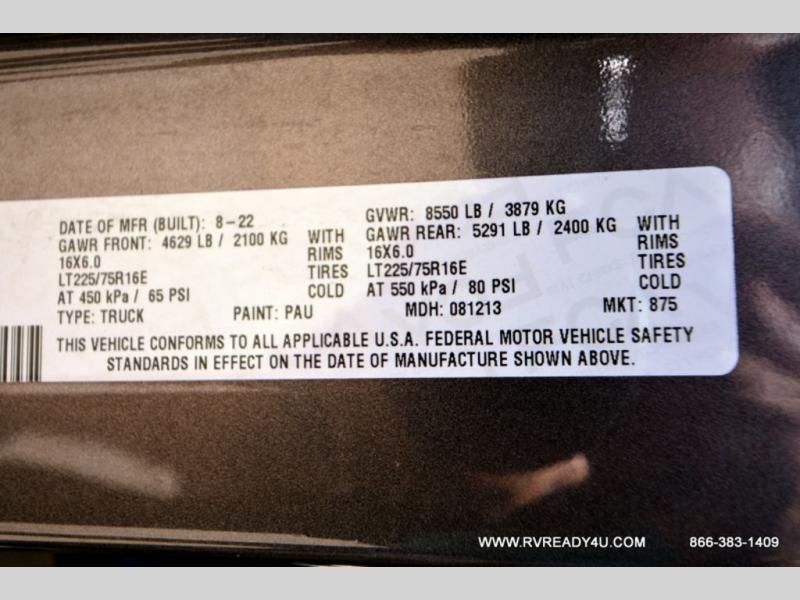 DATE OF MFR (BUILT): 8-22
GVWR: 8550 LB / 3879 KG
GAWR FRONT: 4629 LB / 2100 KG WITH
GAWR REAR: 5291 LB / 2400 KG WITH
16X6.0 RIMS
16X6.0 RIMS
LT225/75R16E TIRES
LT225/75R16E TIRES
AT 450 kPa / 65 PSI COLD
AT 550 kPa / 80 PSI COLD
TYPE: TRUCK PAINT: PAU MDH: 081213 MKT: 875
THIS VEHICLE CONFORMS TO ALL APPLICABLE U.S.A. FEDERAL MOTOR VEHICLE SAFETY
STANDARDS IN EFFECT ON THE DATE OF MANUFACTURE SHOWN ABOVE.
WWW.RVREADY4U.COM 866-383-1409